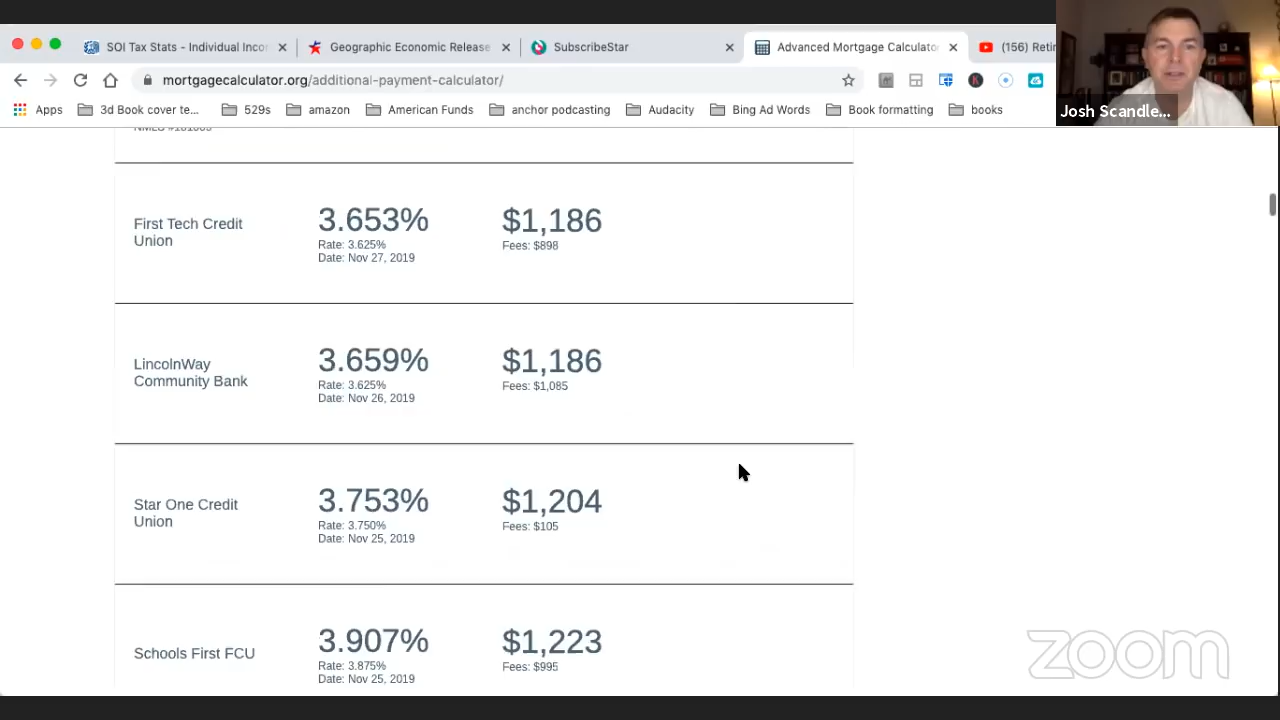 SOI Tax Stats - Individual Incor
Geographic Economic Release
SubscribeStar
Advanced Mortgage Calculato
(156) Retir
mortgagecalculator.org/additional-payment-calculator/
Apps
3d Book cover te...
529s
amazon
American Funds
anchor podcasting
Audacity
Bing Ad Words
Book formatting
books
Josh Scandle...
First Tech Credit
Union
3.653%
Rate: 3.625%
Date: Nov 27, 2019
$1,186
Fees: $898
LincolnWay
Community Bank
3.659%
Rate: 3.625%
Date: Nov 26, 2019
$1,186
Fees: $1,085
Star One Credit
Union
3.753%
Rate: 3.750%
Date: Nov 25, 2019
$1,204
Fees: $105
Schools First FCU
3.907%
Rate: 3.875%
Date: Nov 25, 2019
$1,223
Fees: $995
zoom